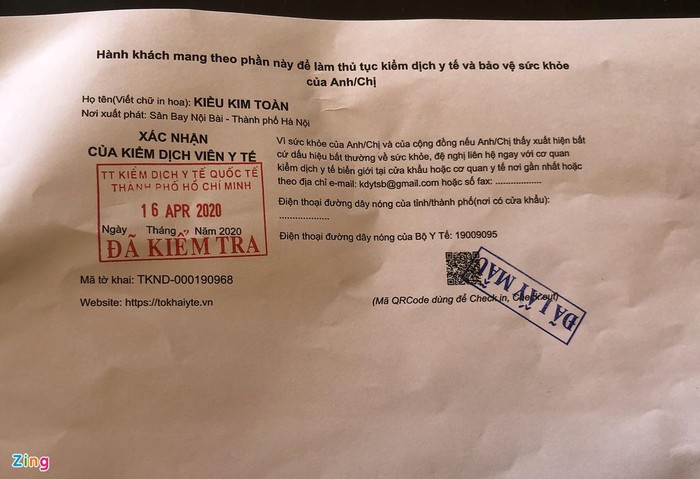 Hành khách mang theo phần này để làm thủ tục kiểm dịch y tế và bảo vệ sức khỏe
của Anh/Chị
Họ tên(Viết chữ in hoa): KIỀU KIM TOÀN
Nơi xuất phát: Sân Bay Nội Bài - Thành phố Hà Nội
XÁC NHẬN
CỦA KIỂM DỊCH VIÊN Y TẾ
TT KIỂM DỊCH Y TẾ QUỐC TẾ
THÀNH PHỐ HỒ CHÍ MINH
16 APR 2020
Ngày Tháng Năm 2020
ĐÃ KIỂM TRA
Mã tờ khai: TKND-000190968
Website: https://tokhaiyte.vn
Vì sức khỏe của Anh/Chị và của cộng đồng nếu Anh/Chị thấy xuất hiện bất
cứ dấu hiệu bất thường về sức khỏe, đệ nghị liên hệ ngay với cơ quan
kiểm dịch y tế biên giới tại cửa khẩu hoặc cơ quan y tế nơi gần nhất hoặc
theo địa chỉ e-mail: kdytsb@gmail.com hoặc số fax: ..................
Điện thoại đường dây nóng của tỉnh/thành phố(nơi có cửa khẩu):
...................
Điện thoại đường dây nóng của Bộ Y Tế: 19009095
(Mã QRCode dùng để Check in, Check out)
ĐÃ LẤY MẪU
Zing